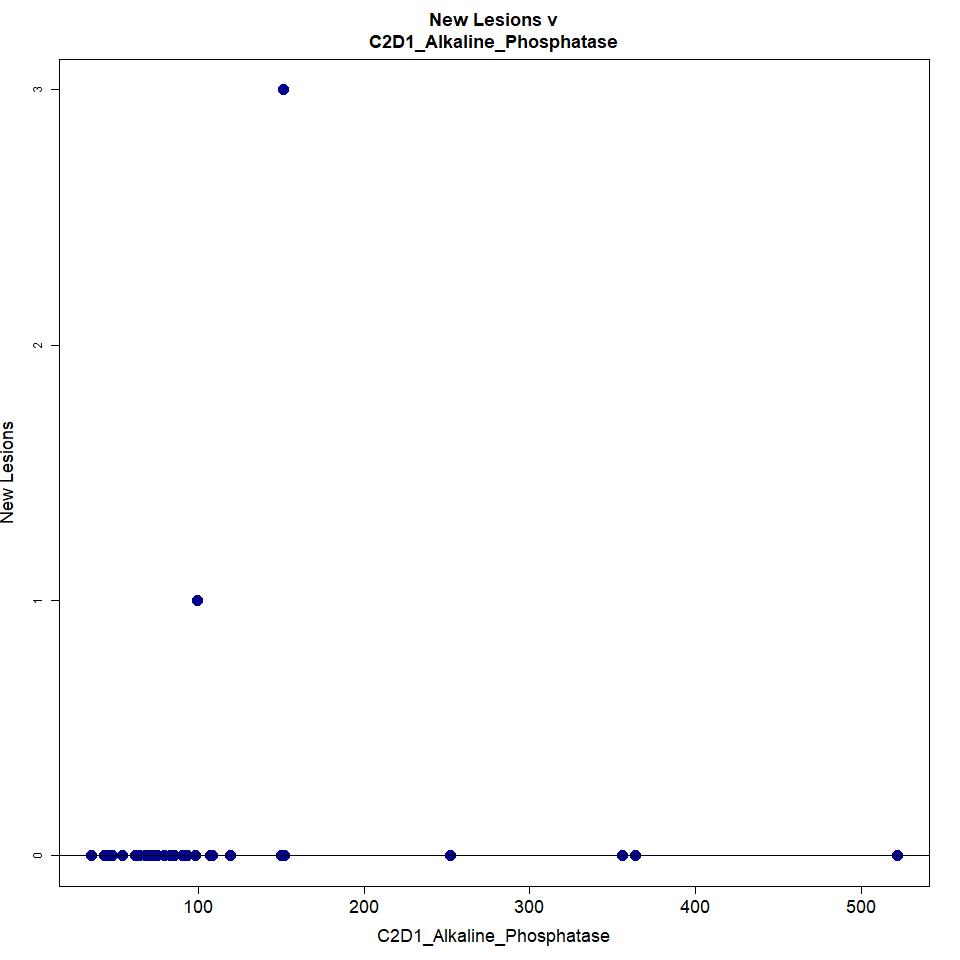 New Lesions v
C2D1_Alkaline_Phosphatase
3
2
1
0
New Lesions
100 200 300 400 500
C2D1_Alkaline_Phosphatase